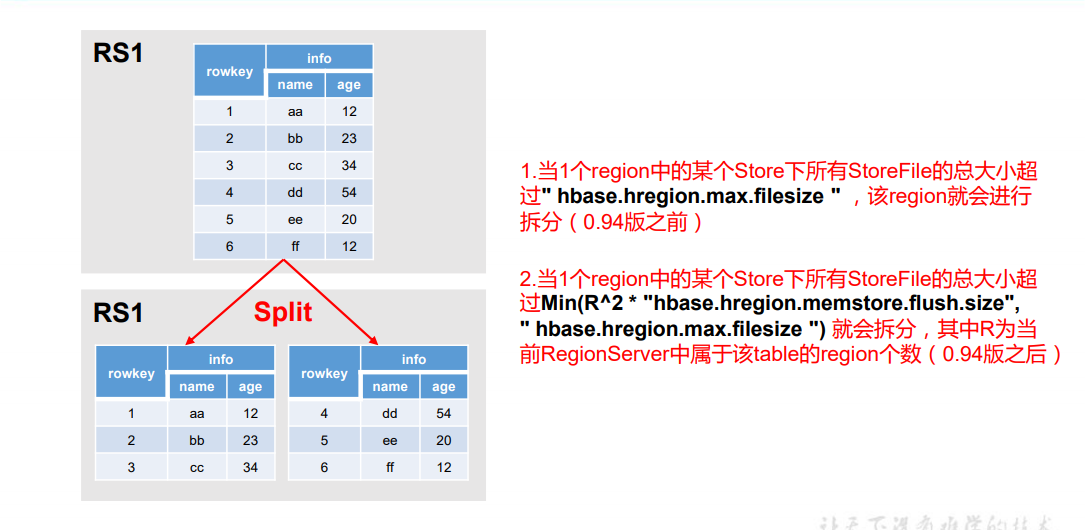 RS1
rowkey info
name age
1 aa 12
2 bb 23
3 cc 34
4 dd 54
5 ee 20
6 ff 12
RS1
Split
rowkey info
name age
1 aa 12
2 bb 23
3 cc 34
rowkey info
name age
4 dd 54
5 ee 20
6 ff 12
1.当1个region中的某个Store下所有StoreFile的总大小超
过" hbase.hregion.max.filesize "，该region就会进行
拆分（0.94版之前）
2.当1个region中的某个Store下所有StoreFile的总大小超
过Min(R^2 * "hbase.hregion.memstore.flush.size",
" hbase.hregion.max.filesize ") 就会拆分，其中R为当
前RegionServer中属于该table的region个数（0.94版之后）